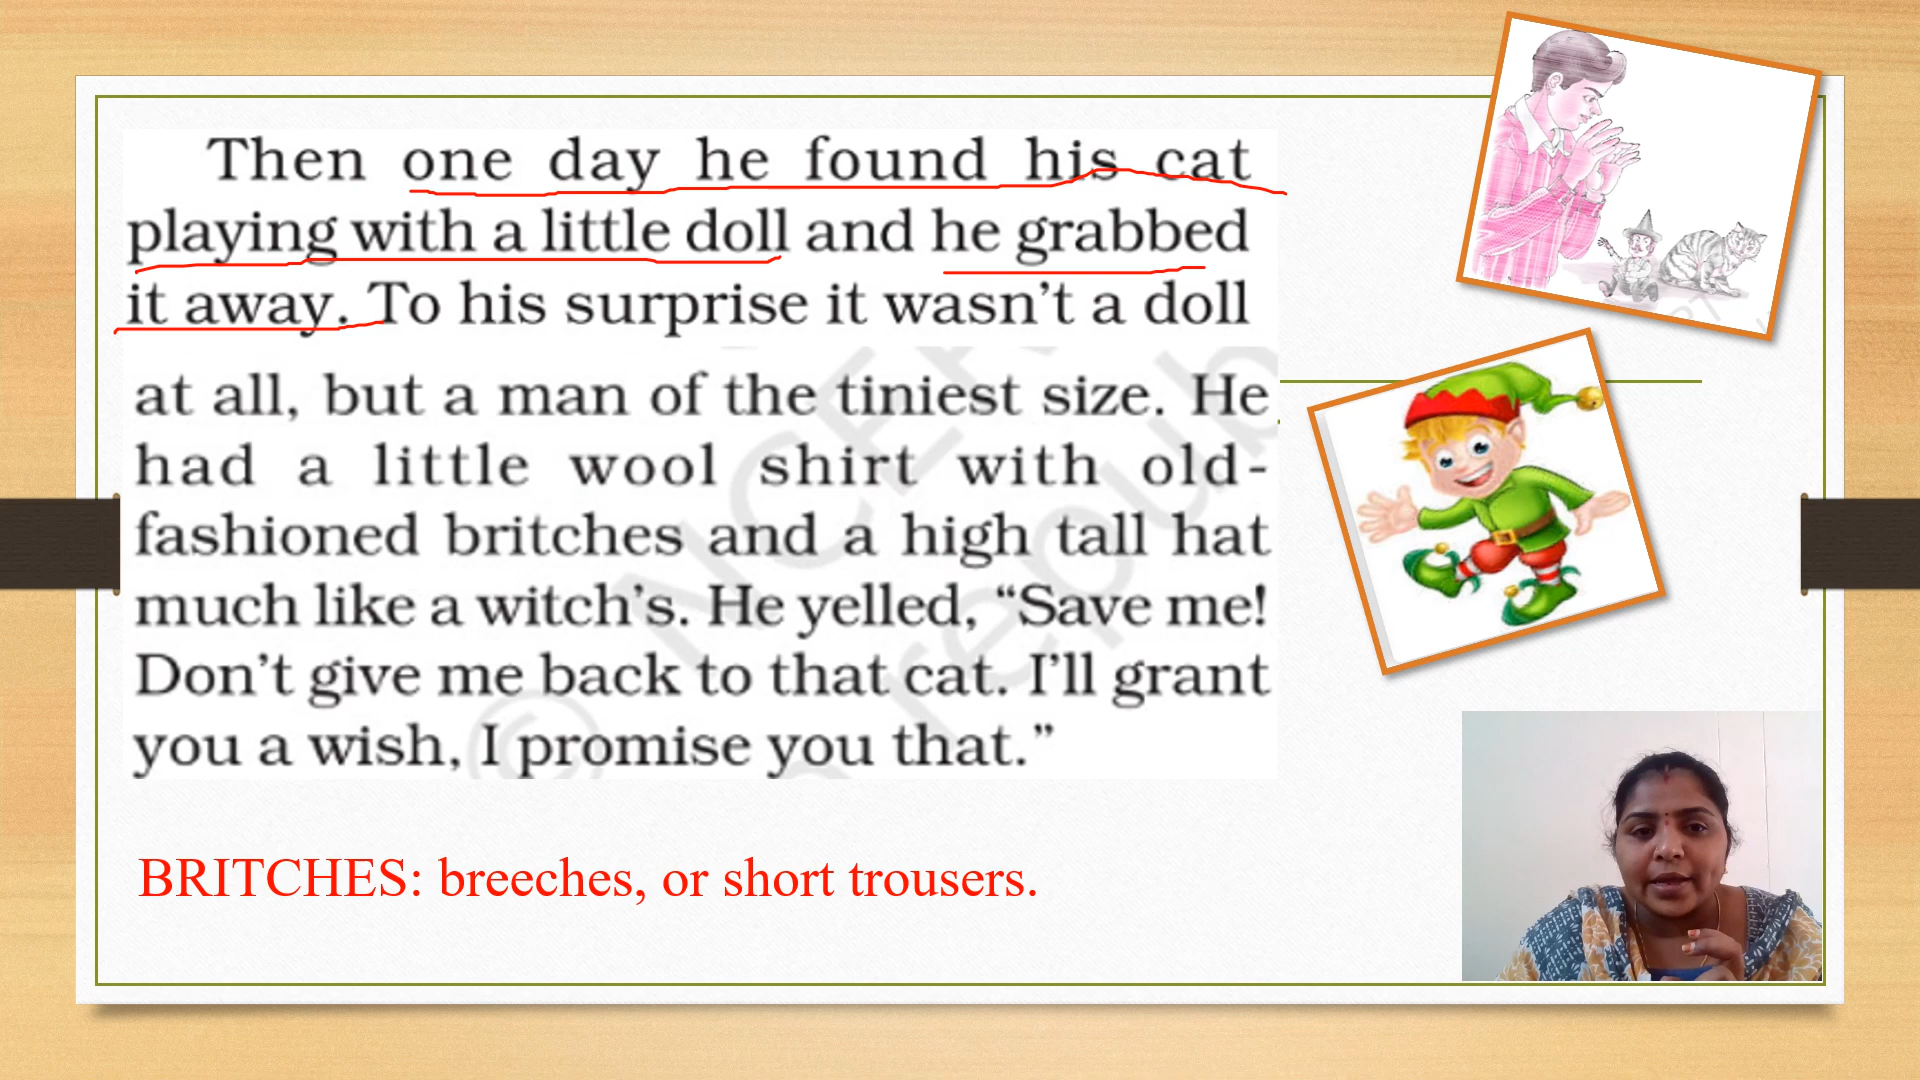 Then one day he found his cat
playing with a little doll and he grabbed
it away. To his surprise it wasn't a doll
at all, but a man of the tiniest size. He
had a little wool shirt with old-
fashioned britches and a high tall hat
much like a witch's. He yelled, “Save me!
Don't give me back to that cat. I'll grant
you a wish, I promise you that.”
BRITCHES: breeches, or short trousers.